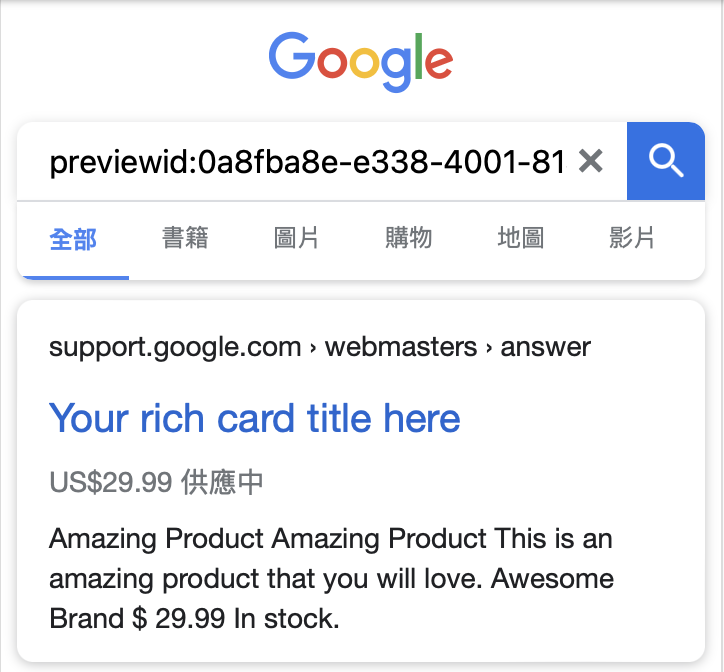 Google
previewid:0a8fba8e-e338-4001-81
全部 書籍 圖片 購物 地圖 影片
support.google.com › webmasters › answer
Your rich card title here
US$29.99 供應中
Amazing Product Amazing Product This is an
amazing product that you will love. Awesome
Brand $ 29.99 In stock.